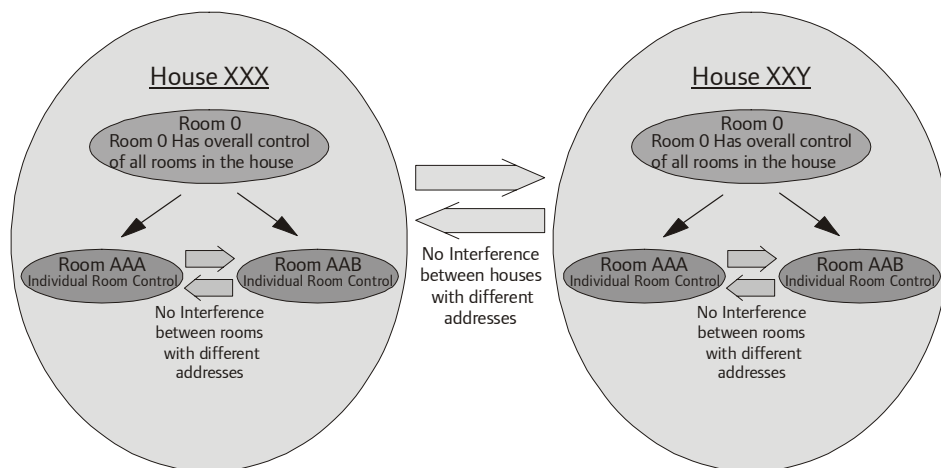 House XXX
Room 0
Room 0 Has overall control
of all rooms in the house
Room AAA
Individual Room Control
Room AAB
Individual Room Control
No Interference
between rooms
with different
addresses
No Interference
between houses
with different
addresses
House XXY
Room 0
Room 0 Has overall control
of all rooms in the house
Room AAA
Individual Room Control
Room AAB
Individual Room Control
No Interference
between rooms
with different
addresses